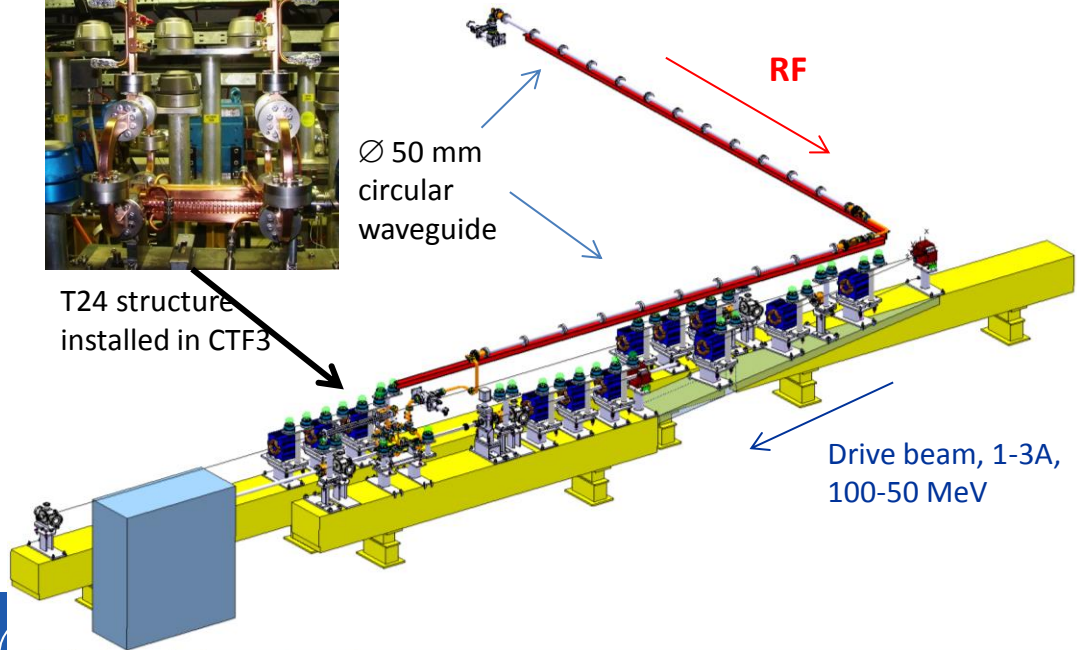 RF
∅ 50 mm
circular
waveguide
T24 structure
installed in CTF3
Drive beam, 1-3A,
100-50 MeV